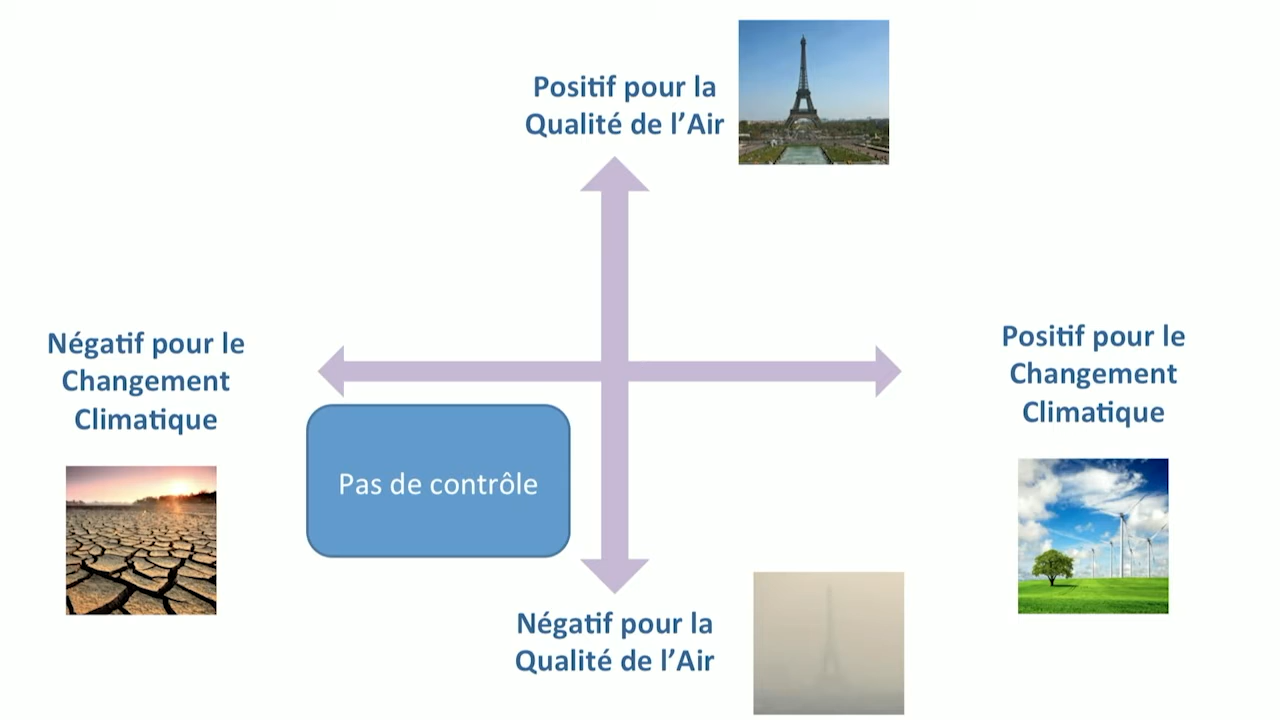 Positif pour la
Qualité de l’Air
Négatif pour le
Changement
Climatique
Positif pour le
Changement
Climatique
Pas de contrôle
Négatif pour la
Qualité de l’Air